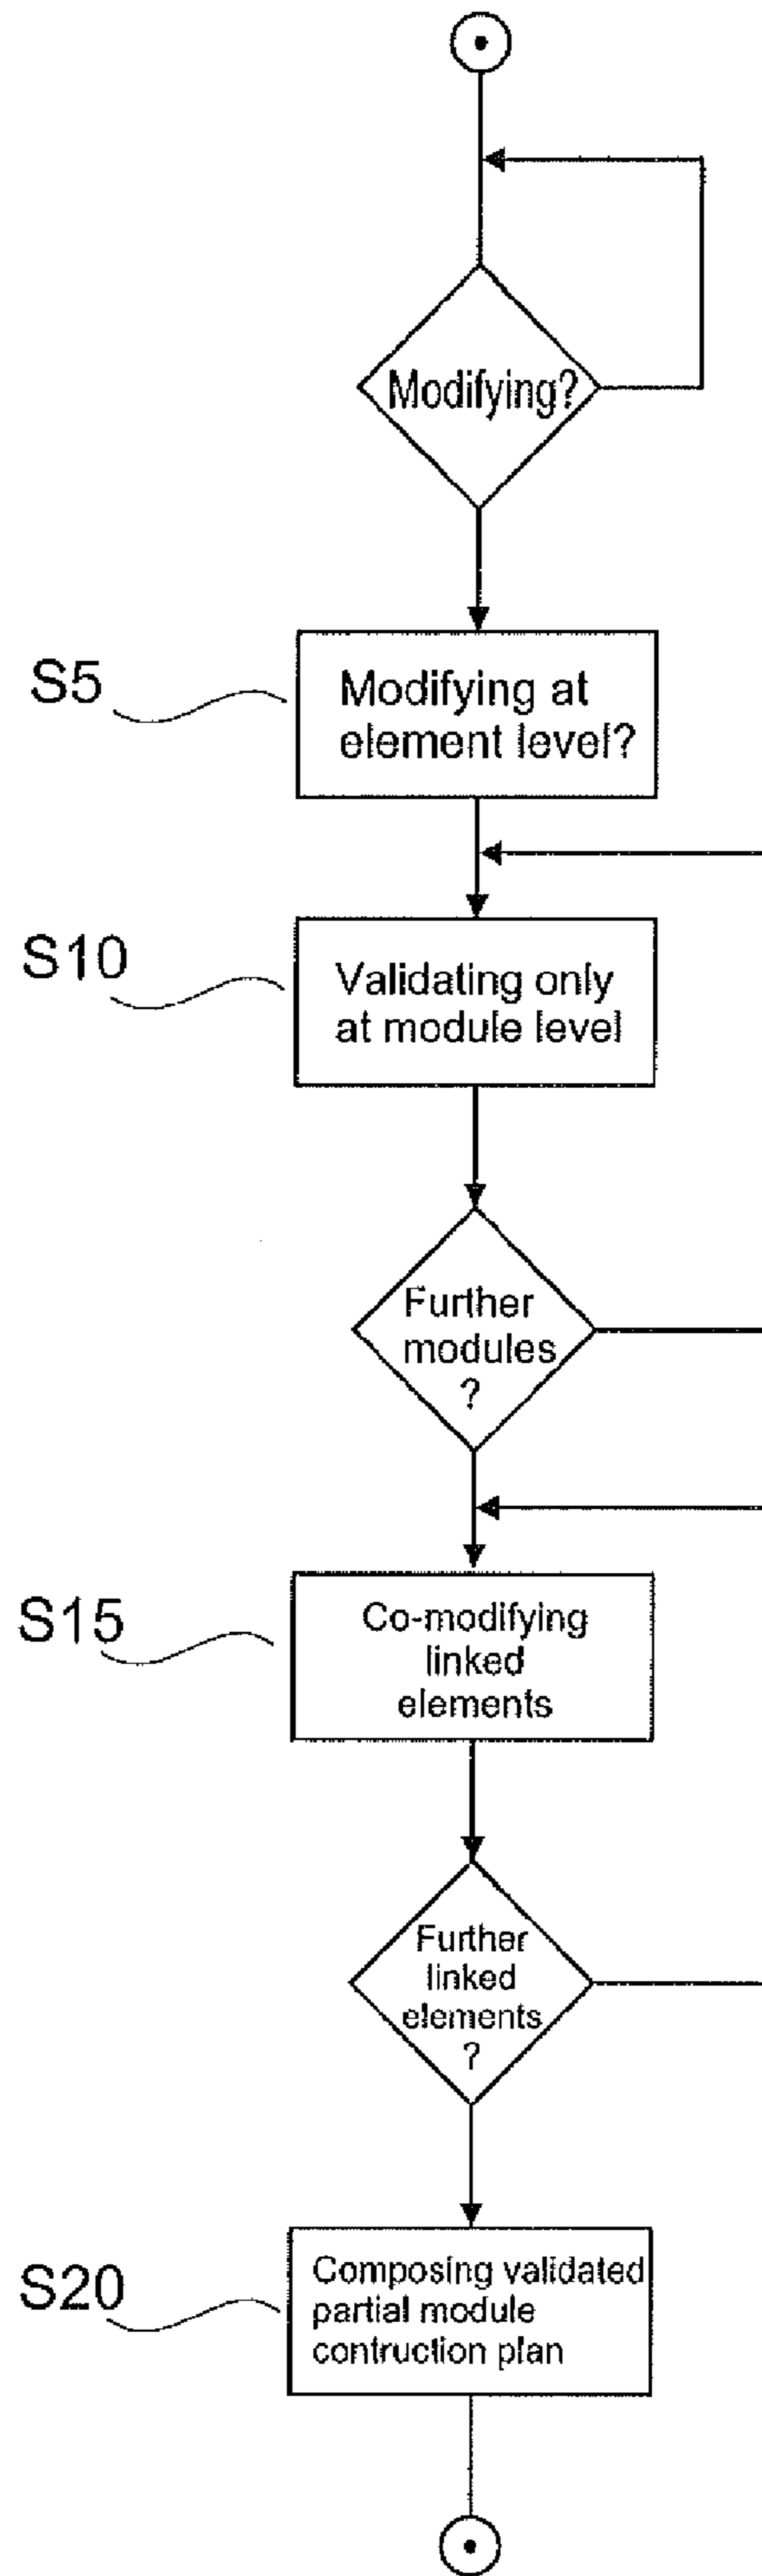 Modifying?
S5
Modifying at
element level?
S10
Validating only
at module level
Further
modules
?
S15
Co-modifying
linked
elements
Further
linked
elements
?
S20
Composing validated
partial module
contruction plan